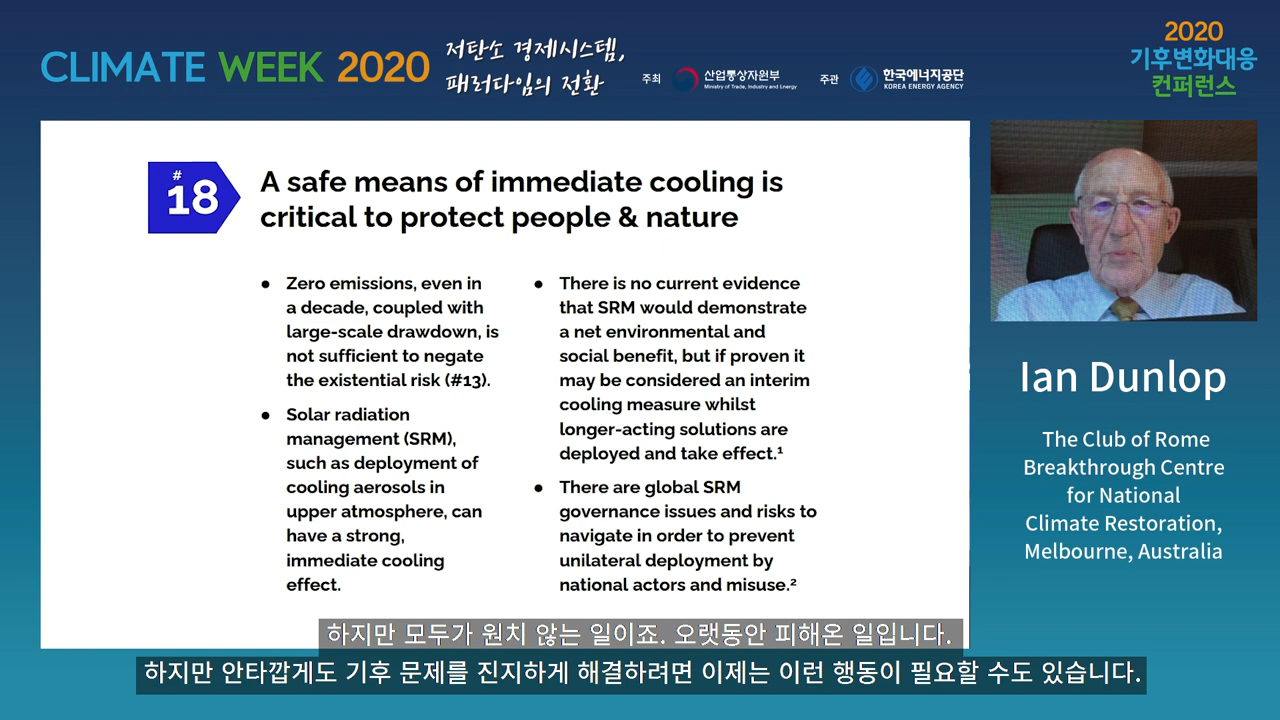 CLIMATE WEEK 2020
저탄소 경제시스템,
패러다임의 전환
주최
산업통상자원부
Ministry of Trade, Industry and Energy
주관
한국에너지공단
KOREA ENERGY AGENCY
2020
기후변화대응
컨퍼런스
#
18
A safe means of immediate cooling is
critical to protect people & nature
● Zero emissions, even in
a decade, coupled with
large-scale drawdown, is
not sufficient to negate
the existential risk (#13).
● Solar radiation
management (SRM),
such as deployment of
cooling aerosols in
upper atmosphere, can
have a strong,
immediate cooling
effect.
● There is no current evidence
that SRM would demonstrate
a net environmental and
social benefit, but if proven it
may be considered an interim
cooling measure whilst
longer-acting solutions are
deployed and take effect.¹
● There are global SRM
governance issues and risks to
navigate in order to prevent
unilateral deployment by
national actors and misuse.²
Ian Dunlop
The Club of Rome
Breakthrough Centre
for National
Climate Restoration,
Melbourne, Australia
하지만 모두가 원치 않는 일이죠. 오랫동안 피해온 일입니다.
하지만 안타깝게도 기후 문제를 진지하게 해결하려면 이제는 이런 행동이 필요할 수도 있습니다.